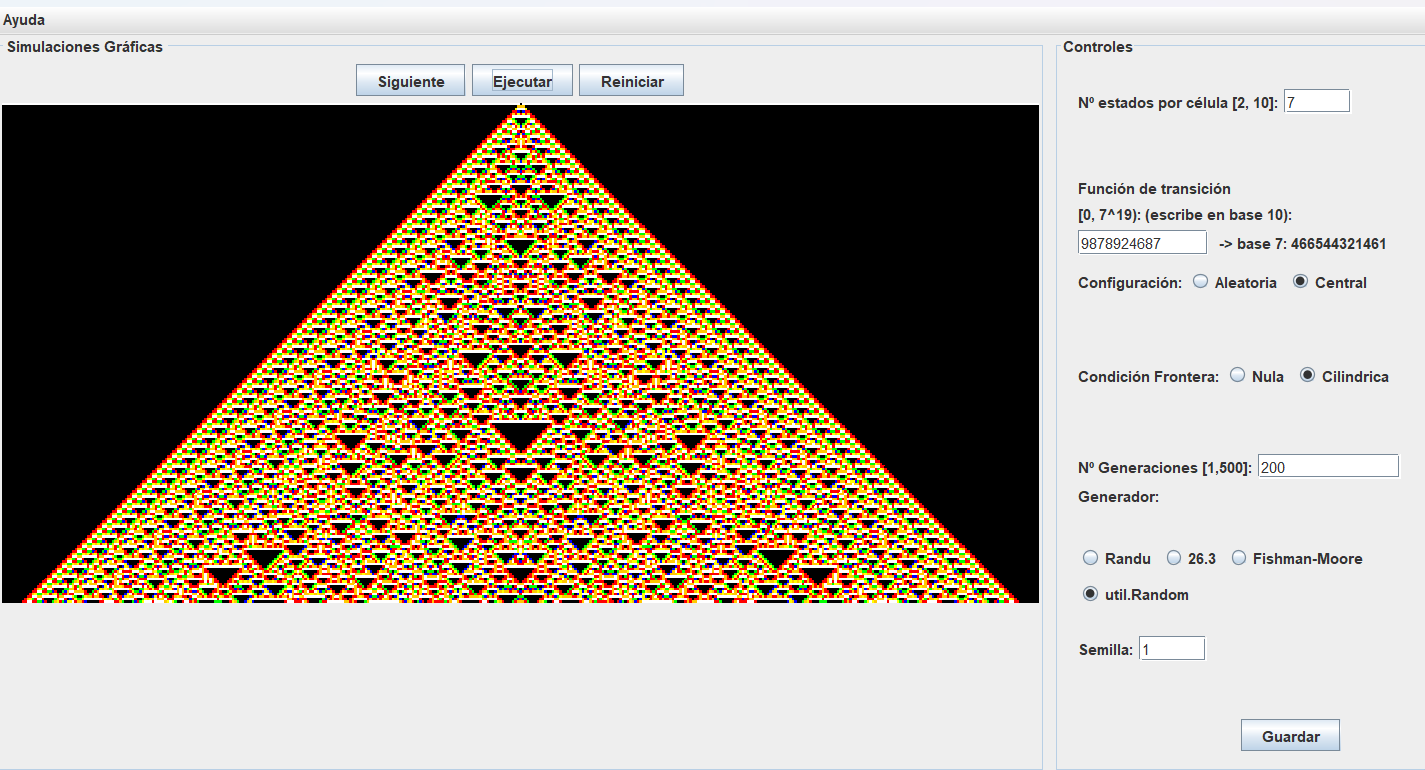 Ayuda
Simulaciones Gráficas
Siguiente Ejecutar Reiniciar
Controles
Nº estados por célula [2, 10]: 7
Función de transición
[0, 7^19): (escribe en base 10):
9878924687 -> base 7: 466544321461
Configuración: Aleatoria Central
Condición Frontera: Nula Cilindrica
Nº Generaciones [1,500]: 200
Generador:
Randu 26.3 Fishman-Moore
util.Random
Semilla: 1
Guardar